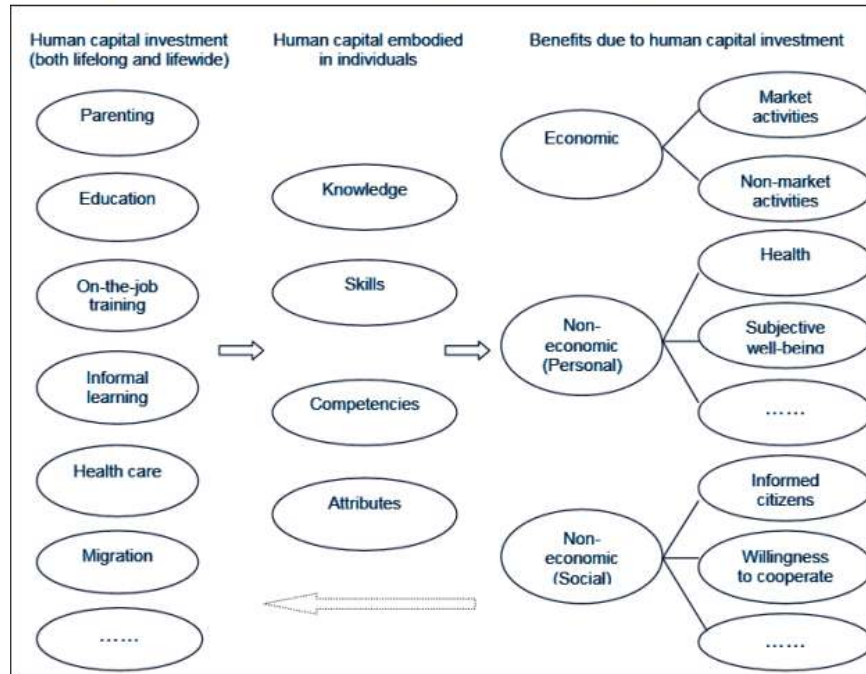 Human capital investment
(both lifelong and lifewide)
Human capital embodied
in individuals
Benefits due to human capital investment
Parenting
Education
On-the-job
training
Informal
learning
Health care
Migration
……
Knowledge
Skills
Competencies
Attributes
Economic
Market
activities
Non-market
activities
Non-
economic
(Personal)
Health
Subjective
well-being
……
Non-
economic
(Social)
Informed
citizens
Willingness
to cooperate
……